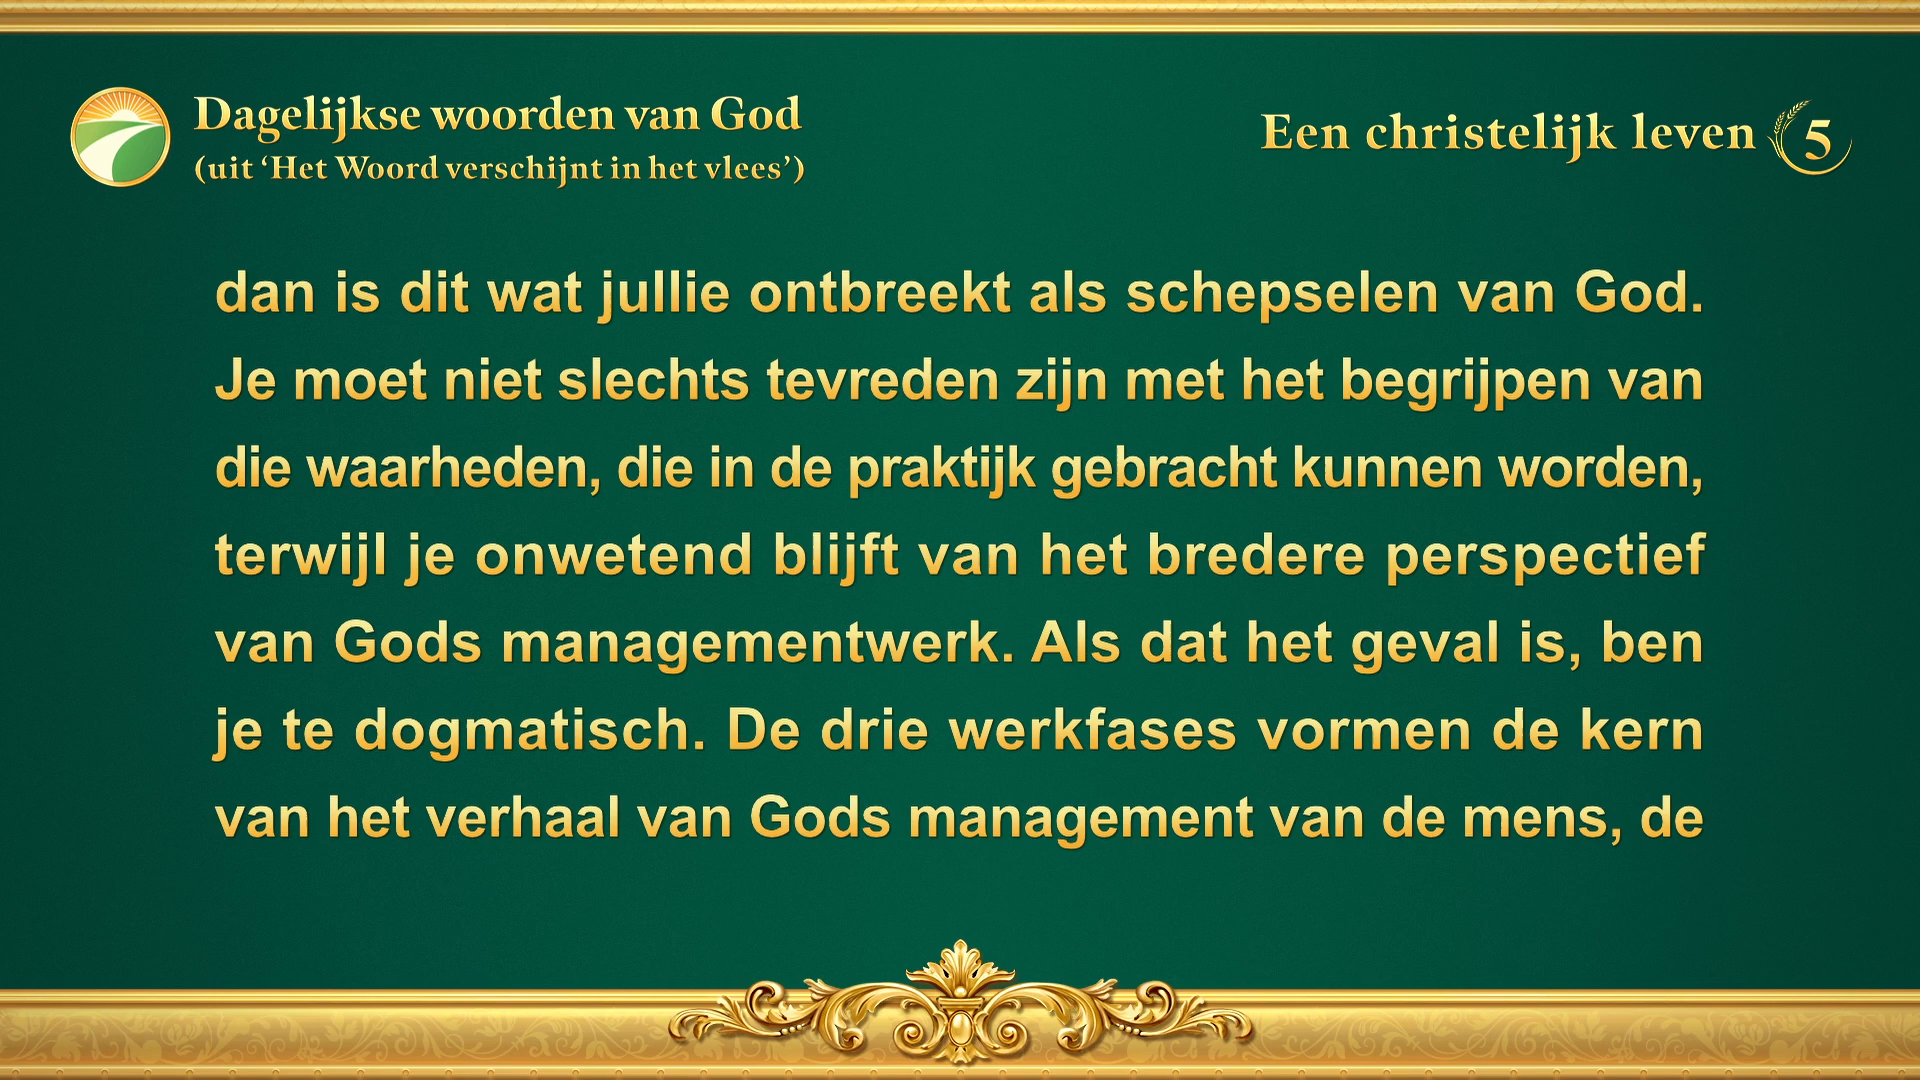 Dagelijkse woorden van God
(uit ‘Het Woord verschijnt in het vlees’)
Een christelijk leven 5
dan is dit wat jullie ontbreekt als schepselen van God.
Je moet niet slechts tevreden zijn met het begrijpen van
die waarheden, die in de praktijk gebracht kunnen worden,
terwijl je onwetend blijft van het bredere perspectief
van Gods managementwerk. Als dat het geval is, ben
je te dogmatisch. De drie werkfases vormen de kern
van het verhaal van Gods management van de mens, de